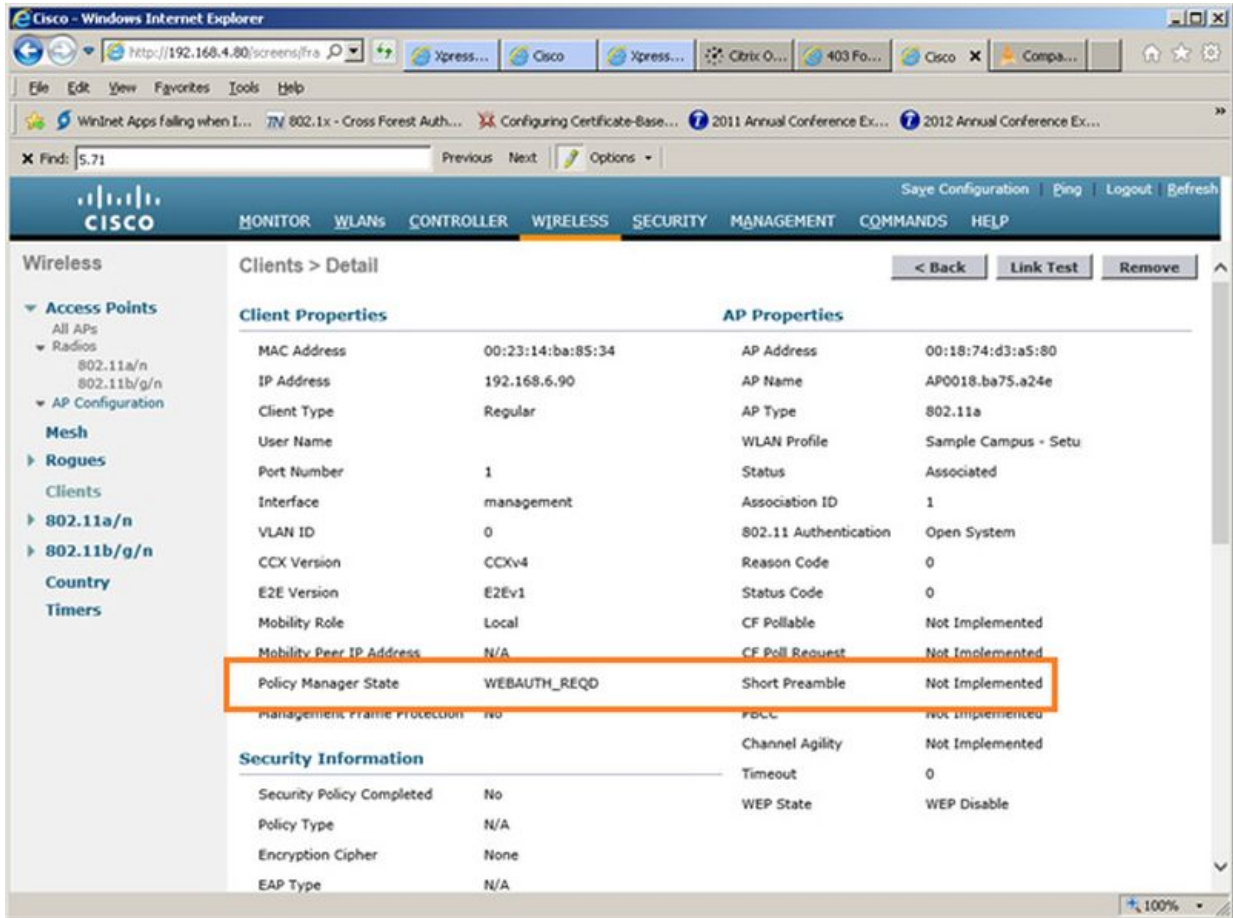 Cisco - Windows Internet Explorer
http://192.168.4.80/screens/fra
Xpress...
Cisco
Xpress...
Citrix O...
403 Fo...
Cisco
Compa...
File Edit View Favorites Tools Help
WinInet Apps failing when I... 802.1x - Cross Forest Auth... Configuring Certificate-Base... 2011 Annual Conference Ex... 2012 Annual Conference Ex...
Find: 5.71 Previous Next Options
Save Configuration | Ping | Logout | Refresh
CISCO
MONITOR WLANs CONTROLLER WIRELESS SECURITY MANAGEMENT COMMANDS HELP
Wireless
Access Points
All APs
Radios
802.11a/n
802.11b/g/n
AP Configuration
Mesh
Rogues
Clients
802.11a/n
802.11b/g/n
Country
Timers
Clients > Detail
< Back
Link Test
Remove
Client Properties
MAC Address 00:23:14:ba:85:34
IP Address 192.168.6.90
Client Type Regular
User Name
Port Number 1
Interface management
VLAN ID 0
CCX Version CCXv4
E2E Version E2Ev1
Mobility Role Local
Mobility Peer IP Address N/A
Policy Manager State WEBAUTH_REQD
Management Frame Protection No
Security Information
Security Policy Completed No
Policy Type N/A
Encryption Cipher None
EAP Type N/A
AP Properties
AP Address 00:18:74:d3:a5:80
AP Name AP0018.ba75.a24e
AP Type 802.11a
WLAN Profile Sample Campus - Setu
Status Associated
Association ID 1
802.11 Authentication Open System
Reason Code 0
Status Code 0
CF Pollable Not Implemented
CF Poll Request Not Implemented
Short Preamble Not Implemented
PBCC Not Implemented
Channel Agility Not Implemented
Timeout 0
WEP State WEP Disable
100%